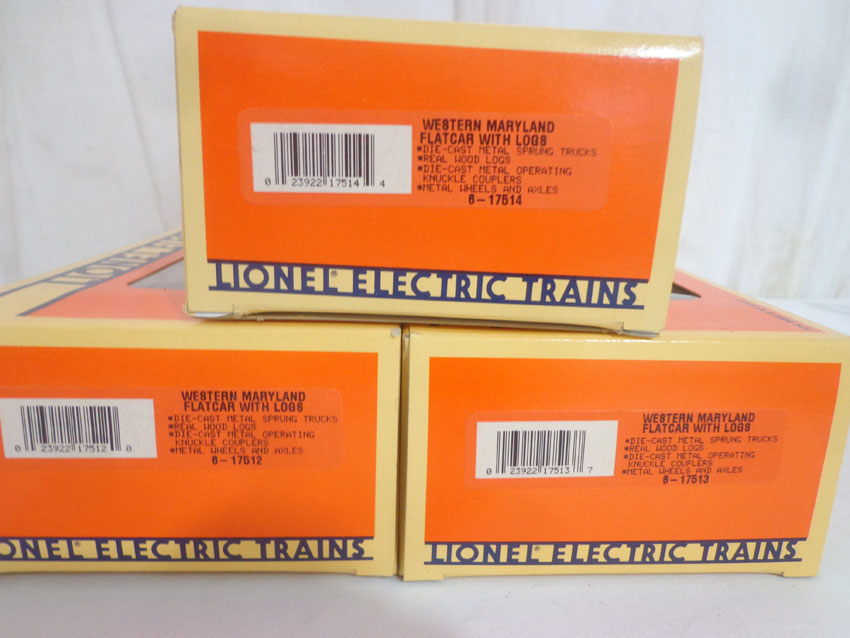 WESTERN MARYLAND
FLATCAR WITH LOGS
*DIE-CAST METAL SPRUNG TRUCKS
*REAL WOOD LOGS
*DIE-CAST METAL OPERATING
KNUCKLE COUPLERS
*METAL WHEELS AND AXLES
6-17514
0 23922 17514 4
LIONEL® ELECTRIC TRAINS
WESTERN MARYLAND
FLATCAR WITH LOGS
*DIE-CAST METAL SPRUNG TRUCKS
*REAL WOOD LOGS
*DIE-CAST METAL OPERATING
KNUCKLE COUPLERS
*METAL WHEELS AND AXLES
6-17512
0 23922 17512 0
ONEL® ELECTRIC TRAINS
WESTERN MARYLAND
FLATCAR WITH LOGS
*DIE-CAST METAL SPRUNG TRUCKS
*REAL WOOD LOGS
*DIE-CAST METAL OPERATING
KNUCKLE COUPLERS
*METAL WHEELS AND AXLES
6-17513
0 23922 17513 7
LIONEL® ELECTRIC TRAINS